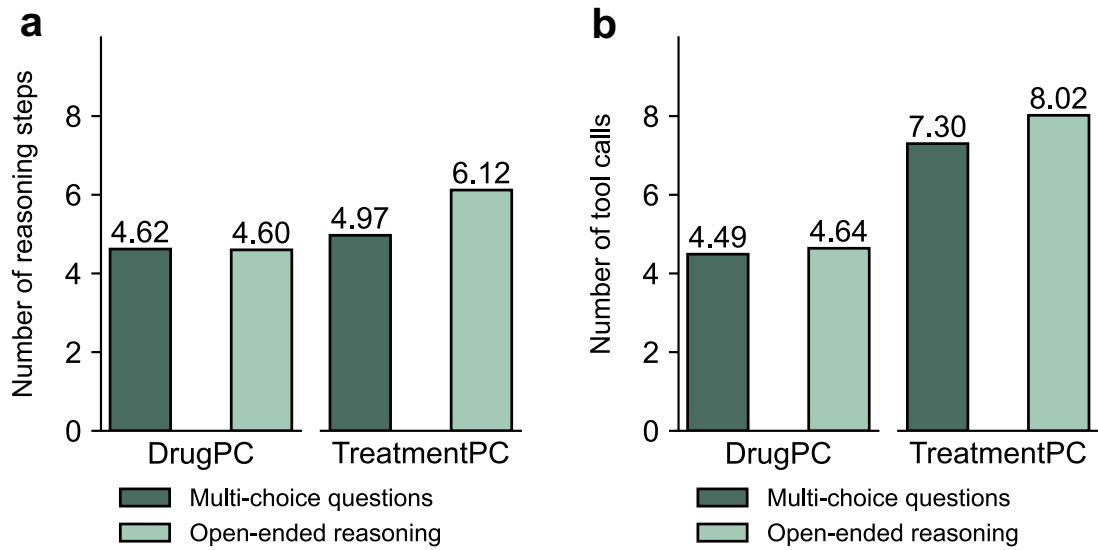 a
Number of reasoning steps
8
6
4
2
0
4.62
4.60
4.97
6.12
DrugPC
TreatmentPC
Multi-choice questions
Open-ended reasoning
b
Number of tool calls
8
6
4
2
0
4.49
4.64
7.30
8.02
DrugPC
TreatmentPC
Multi-choice questions
Open-ended reasoning